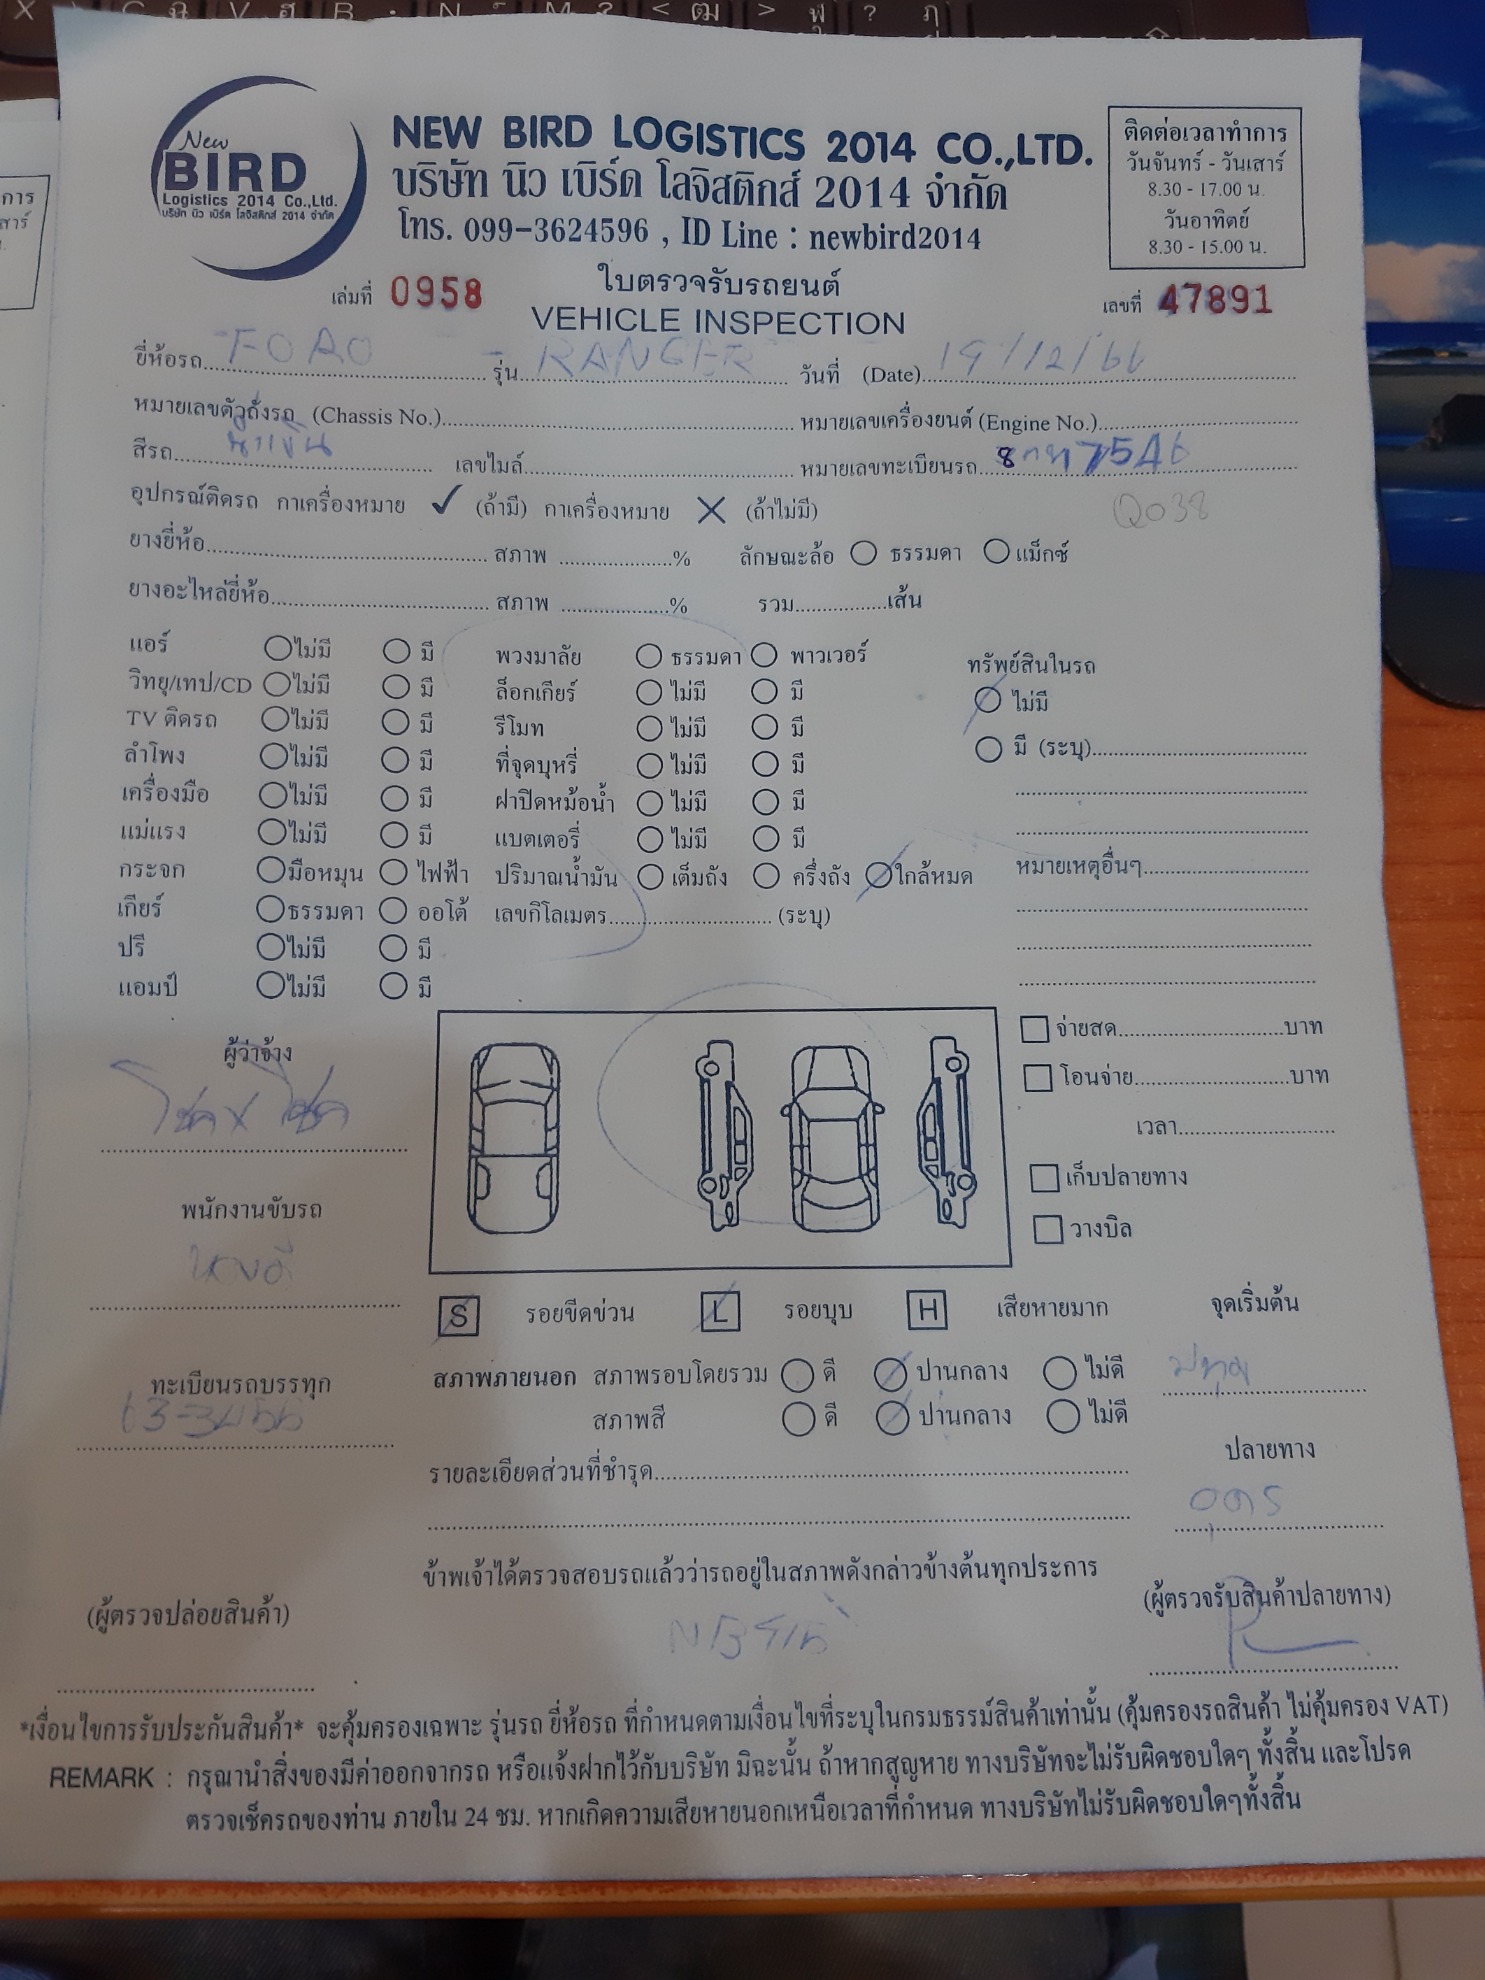 New
BIRD
Logistics 2014 Co.,Ltd.
บริษัท นิว เบิร์ด โลจิสติกส์ 2014 จำกัด
NEW BIRD LOGISTICS 2014 CO.,LTD.
บริษัท นิว เบิร์ด โลจิสติกส์ 2014 จำกัด
โทร. 099-3624596 , ID Line : newbird2014
ติดต่อเวลาทำการ
วันจันทร์ - วันเสาร์
8.30 - 17.00 น.
วันอาทิตย์
8.30 - 15.00 น.
เล่มที่ 0958 ใบตรวจรับรถยนต์ เลขที่ 47891
VEHICLE INSPECTION
ยี่ห้อรถ FORD รุ่น RANGER วันที่ (Date) 19/12/66
หมายเลขตัวถังรถ (Chassis No.) หมายเลขเครื่องยนต์ (Engine No.)
สีรถ น้ำเงิน เลขไมล์ หมายเลขทะเบียนรถ 7546
อุปกรณ์ติดรถ กาเครื่องหมาย ✓ (ถ้ามี) กาเครื่องหมาย ✗ (ถ้าไม่มี) Q038
ยางยี่ห้อ สภาพ % ลักษณะล้อ ธรรมดา แม็กซ์
ยางอะไหล่ยี่ห้อ สภาพ % รวม เส้น
แอร์ ไม่มี มี พวงมาลัย ธรรมดา พาวเวอร์ ทรัพย์สินในรถ
วิทยุ/เทป/CD ไม่มี มี ล็อกเกียร์ ไม่มี มี ไม่มี
TV ติดรถ ไม่มี มี รีโมท ไม่มี มี มี (ระบุ)
ลำโพง ไม่มี มี ที่จุดบุหรี่ ไม่มี มี
เครื่องมือ ไม่มี มี ฝาปิดหม้อน้ำ ไม่มี มี
แม่แรง ไม่มี มี แบตเตอรี่ ไม่มี มี
กระจก มือหมุน ไฟฟ้า ปริมาณน้ำมัน เต็มถัง ครึ่งถัง ใกล้หมด หมายเหตุอื่นๆ
เกียร์ ธรรมดา ออโต้ เลขกิโลเมตร (ระบุ)
ปรี ไม่มี มี
แอมป์ ไม่มี มี
ผู้ว่าจ้าง
จ่ายสด บาท
โอนจ่าย บาท
เวลา
เก็บปลายทาง
วางบิล
พนักงานขับรถ
S รอยขีดข่วน L รอยบุบ H เสียหายมาก จุดเริ่มต้น
สภาพภายนอก สภาพรอบโดยรวม ดี ปานกลาง ไม่ดี
ทะเบียนรถบรรทุก
สภาพสี ดี ปานกลาง ไม่ดี
ปลายทาง
รายละเอียดส่วนที่ชำรุด
อุดร
ข้าพเจ้าได้ตรวจสอบรถแล้วว่ารถอยู่ในสภาพดังกล่าวข้างต้นทุกประการ
(ผู้ตรวจปล่อยสินค้า) (ผู้ตรวจรับสินค้าปลายทาง)
*เงื่อนไขการรับประกันสินค้า* จะคุ้มครองเฉพาะ รุ่นรถ ยี่ห้อรถ ที่กำหนดตามเงื่อนไขที่ระบุในกรมธรรม์สินค้าเท่านั้น (คุ้มครองรถสินค้า ไม่คุ้มครอง VAT)
REMARK : กรุณานำสิ่งของมีค่าออกจากรถ หรือแจ้งฝากไว้กับบริษัท มิฉะนั้น ถ้าหากสูญหาย ทางบริษัทจะไม่รับผิดชอบใดๆ ทั้งสิ้น และโปรด
ตรวจเช็ครถของท่าน ภายใน 24 ชม. หากเกิดความเสียหายนอกเหนือเวลาที่กำหนด ทางบริษัทไม่รับผิดชอบใดๆทั้งสิ้น